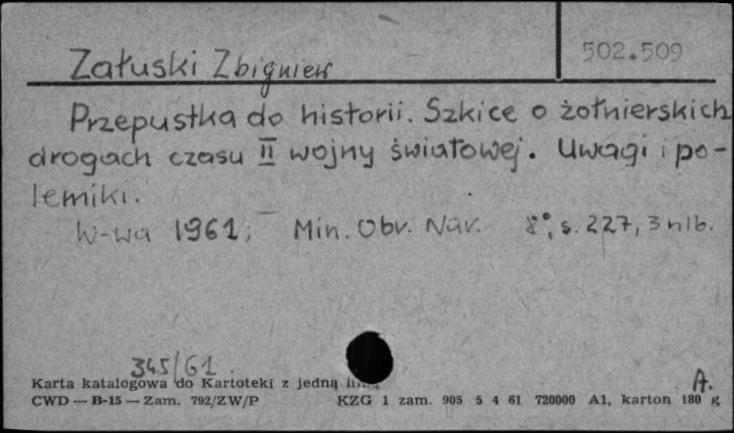 Załuski Zbigniew
502.509
Przepustka do historii. Szkice o żołnierskich
drogach czasu II wojny światowej. Uwagi i po-
lemiki.
W-wa 1961; Min. Obr. Nar. 8°, s. 227, 3 nlb.
345/61.
Karta katalogowa do Kartoteki z jedną linią
A.
CWD — B-15 — Zam. 792/ZW/P KZG 1 zam. 905 5 4 61 720000 A1, karton 180 g